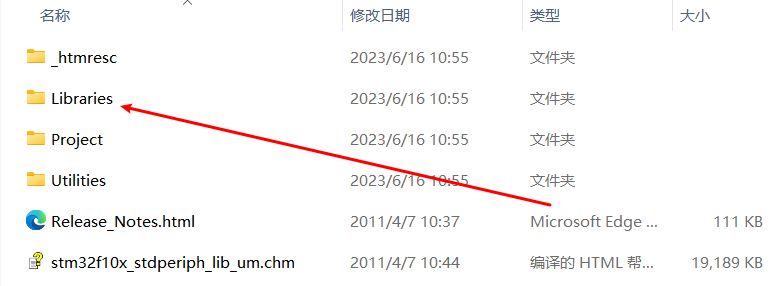 名称 修改日期 类型 大小
_htmresc 2023/6/16 10:55 文件夹
Libraries 2023/6/16 10:55 文件夹
Project 2023/6/16 10:55 文件夹
Utilities 2023/6/16 10:55 文件夹
Release_Notes.html 2011/4/7 10:37 Microsoft Edge ... 111 KB
stm32f10x_stdperiph_lib_um.chm 2011/4/7 10:44 编译的 HTML 帮... 19,189 KB